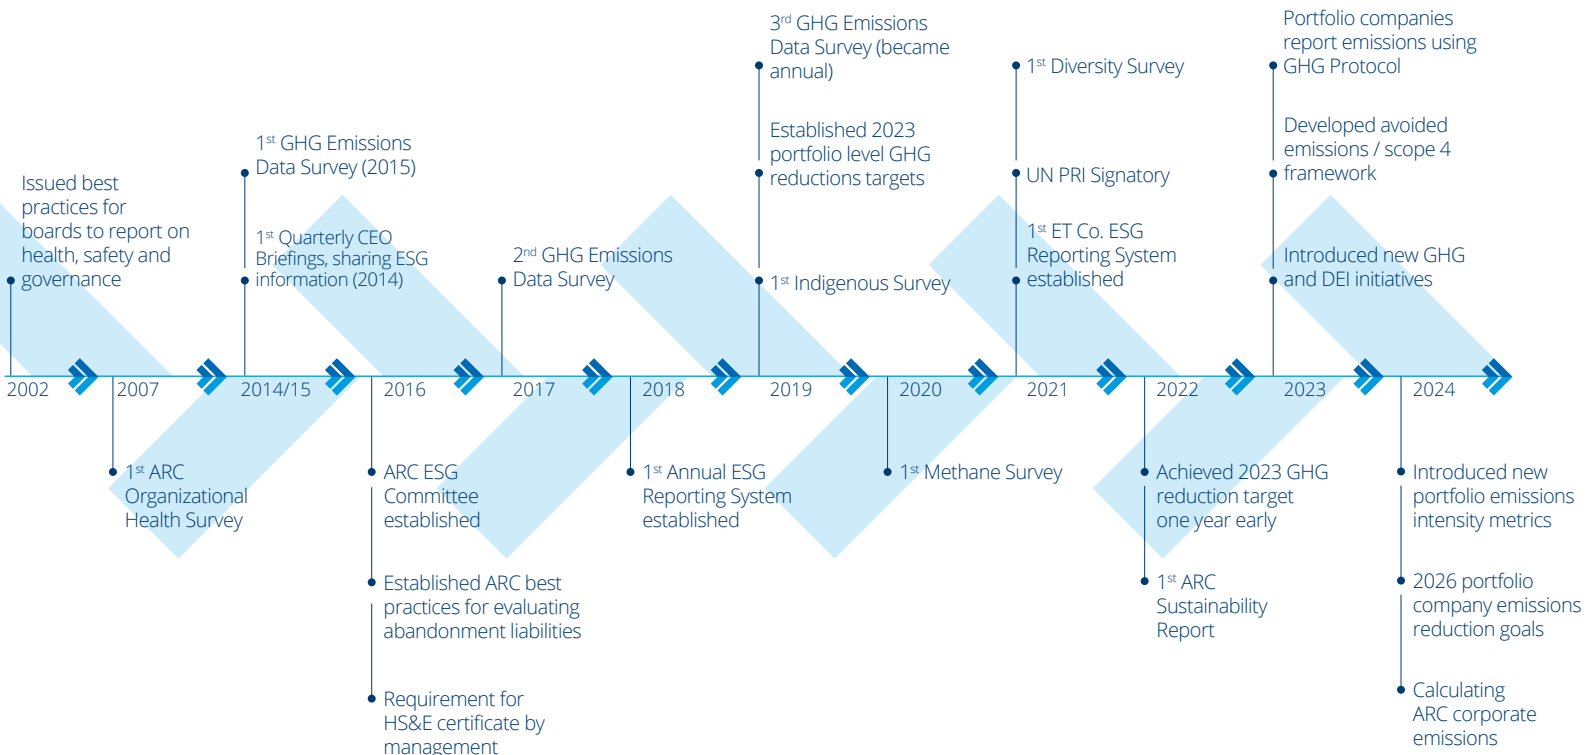 Issued best
practices for
boards to report on
health, safety and
governance
1st GHG Emissions
Data Survey (2015)
1st Quarterly CEO
Briefings, sharing ESG
information (2014)
2nd GHG Emissions
Data Survey
3rd GHG Emissions
Data Survey (became
annual)
Established 2023
portfolio level GHG
reductions targets
1st Indigenous Survey
1st Diversity Survey
UN PRI Signatory
1st ET Co. ESG
Reporting System
established
Portfolio companies
report emissions using
GHG Protocol
Developed avoided
emissions / scope 4
framework
Introduced new GHG
and DEI initiatives
2002
2007
2014/15
2016
2017
2018
2019
2020
2021
2022
2023
2024
1st ARC
Organizational
Health Survey
ARC ESG
Committee
established
Established ARC best
practices for evaluating
abandonment liabilities
Requirement for
HS&E certificate by
management
1st Annual ESG
Reporting System
established
1st Methane Survey
Achieved 2023 GHG
reduction target
one year early
1st ARC
Sustainability
Report
Introduced new
portfolio emissions
intensity metrics
2026 portfolio
company emissions
reduction goals
Calculating
ARC corporate
emissions